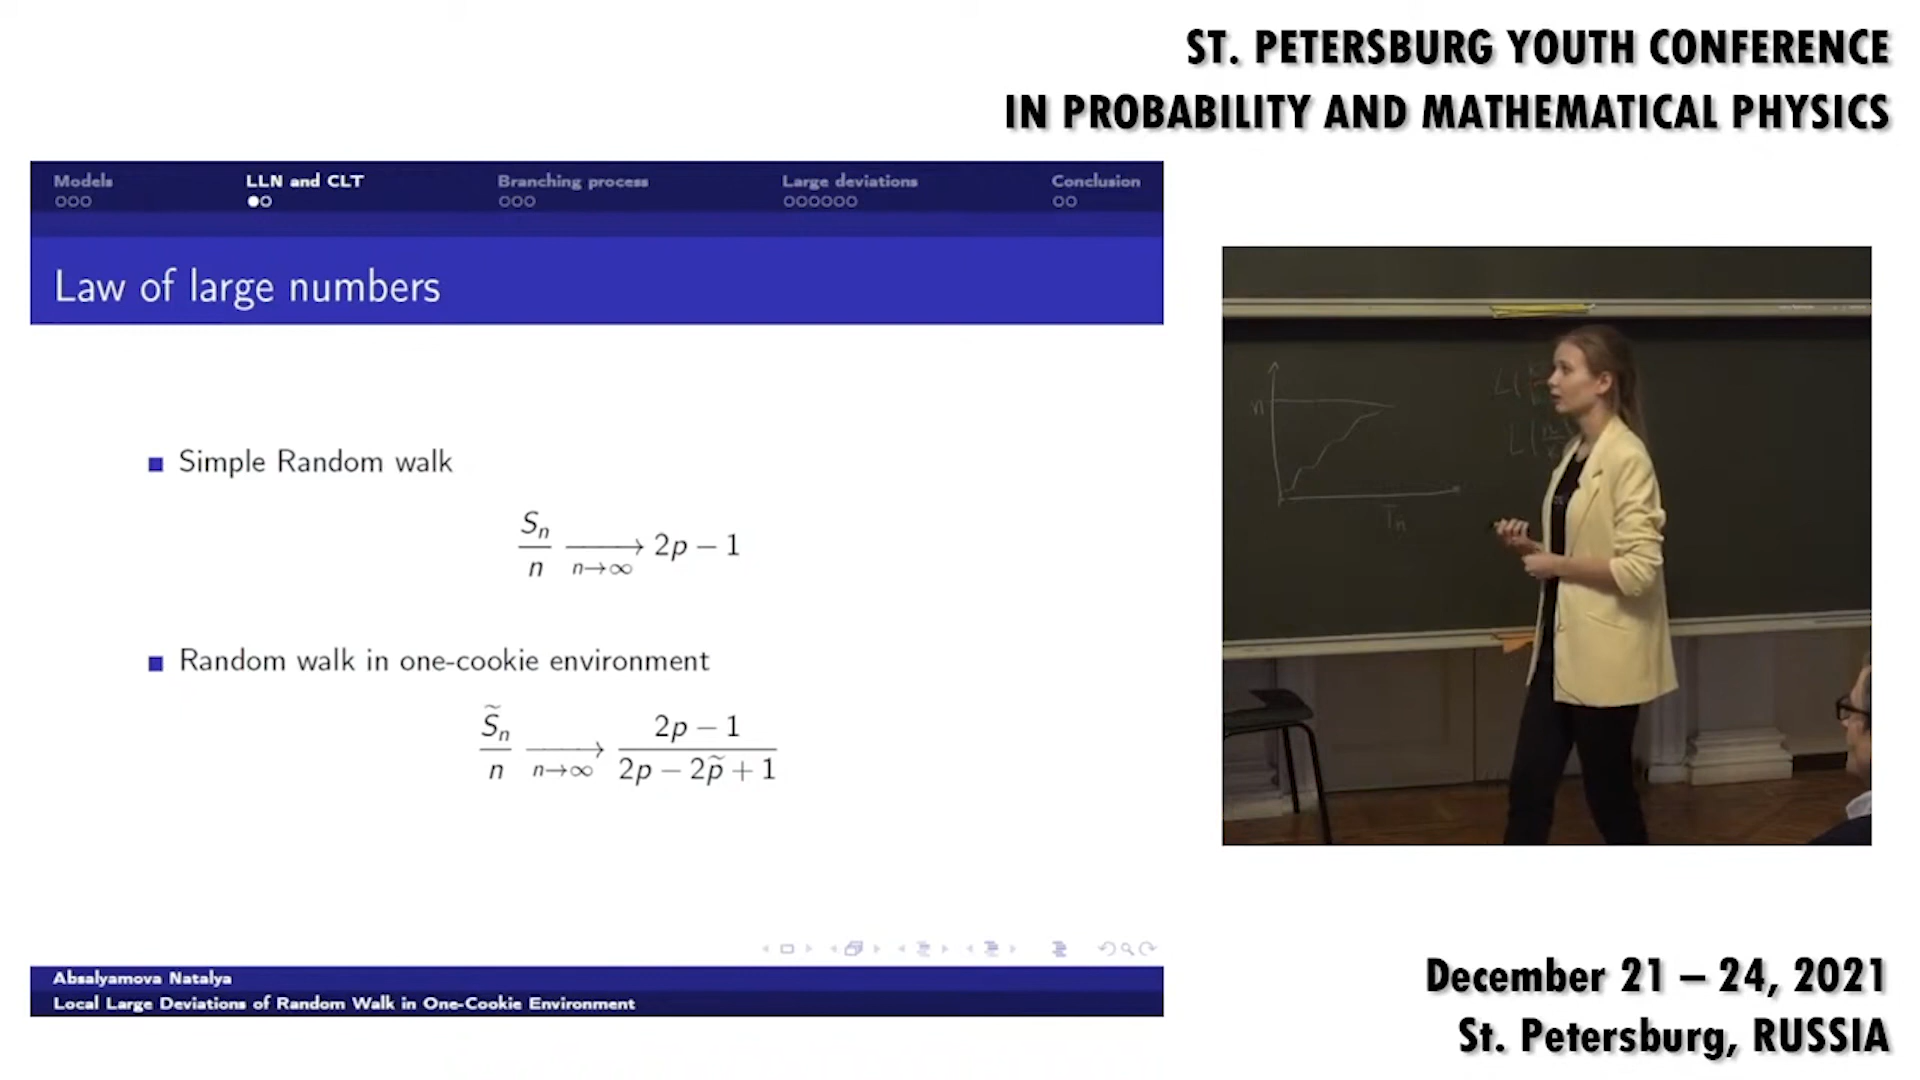 ST. PETERSBURG YOUTH CONFERENCE
IN PROBABILITY AND MATHEMATICAL PHYSICS
Models LLN and CLT Branching process Large deviations Conclusion
Law of large numbers
Simple Random walk
S_n/n →_{n→∞} 2p − 1
Random walk in one-cookie environment
S̃_n/n →_{n→∞} (2p − 1)/(2p − 2p̃ + 1)
n
T_n
Absalyamova Natalya
Local Large Deviations of Random Walk in One-Cookie Environment
December 21 – 24, 2021
St. Petersburg, RUSSIA